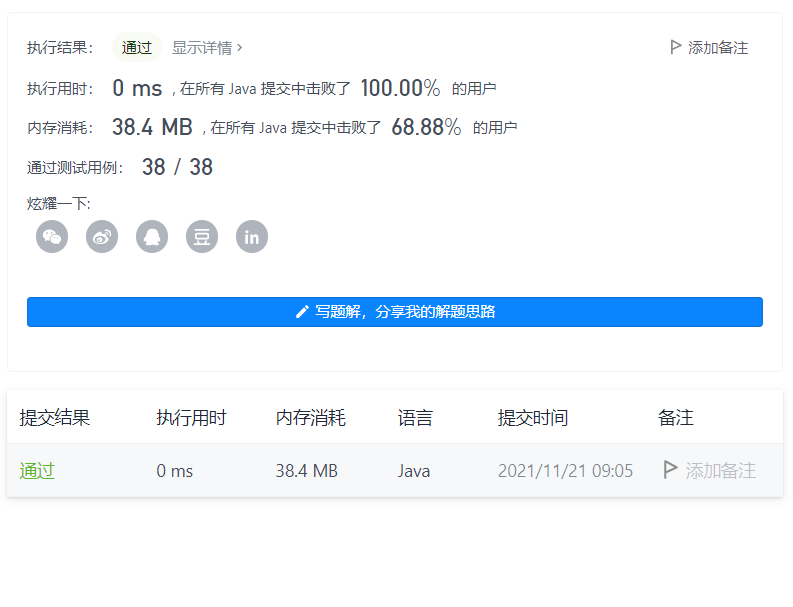 执行结果： 通过 显示详情 > 添加备注
执行用时： 0 ms , 在所有 Java 提交中击败了 100.00% 的用户
内存消耗： 38.4 MB , 在所有 Java 提交中击败了 68.88% 的用户
通过测试用例： 38 / 38
炫耀一下:
豆 in
写题解，分享我的解题思路
提交结果 执行用时 内存消耗 语言 提交时间 备注
通过 0 ms 38.4 MB Java 2021/11/21 09:05 添加备注